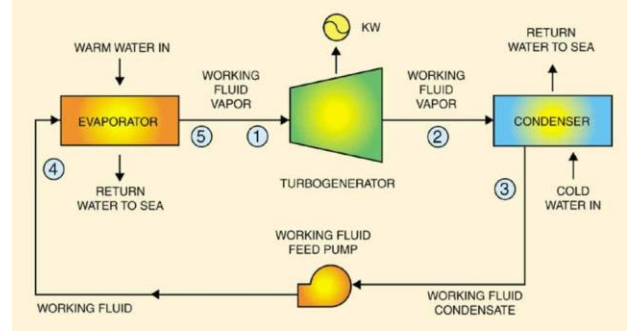 KW
RETURN
WATER TO SEA
WARM WATER IN
WORKING
FLUID
VAPOR
WORKING
FLUID
VAPOR
EVAPORATOR
CONDENSER
5
1
2
4
3
TURBOGENERATOR
RETURN
WATER TO SEA
COLD
WATER IN
WORKING FLUID
FEED PUMP
WORKING FLUID
CONDENSATE
WORKING FLUID